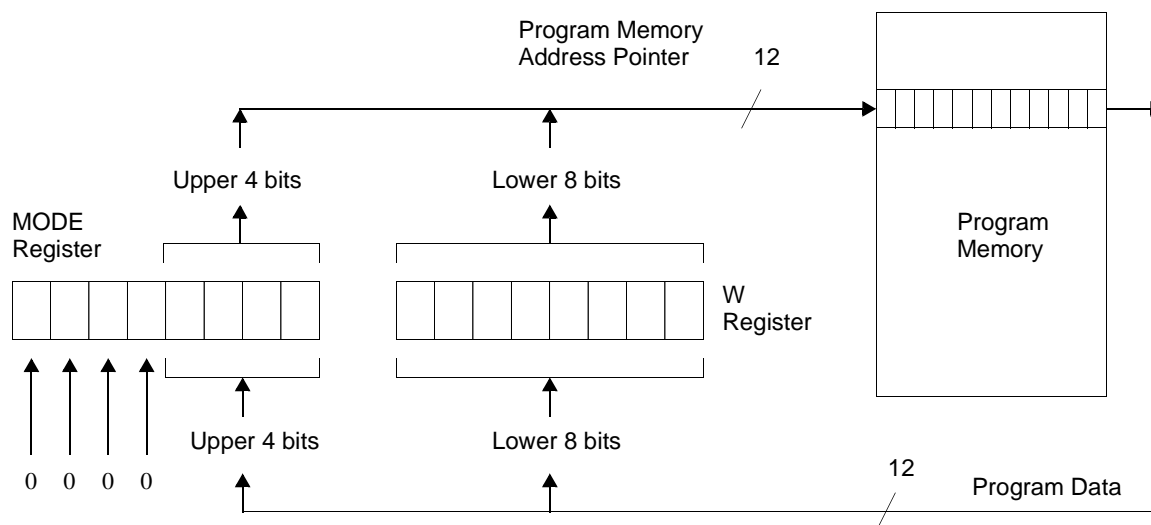 Program Memory
Address Pointer
12
Upper 4 bits
Lower 8 bits
MODE
Register
Program
Memory
W
Register
Upper 4 bits
Lower 8 bits
0 0 0 0
12
Program Data